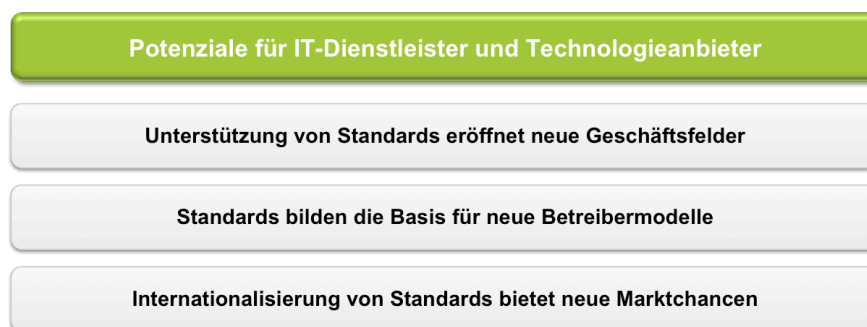 Potenziale für IT-Dienstleister und Technologieanbieter
Unterstützung von Standards eröffnet neue Geschäftsfelder
Standards bilden die Basis für neue Betreibermodelle
Internationalisierung von Standards bietet neue Marktchancen